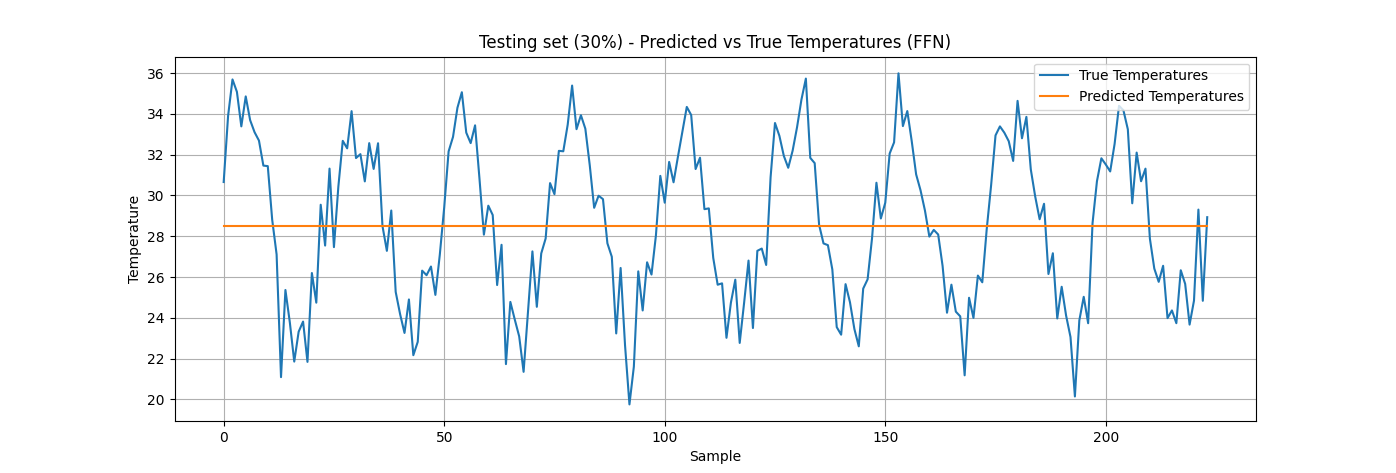 Testing set (30%) - Predicted vs True Temperatures (FFN)
True Temperatures
Predicted Temperatures
Temperature
36
34
32
30
28
26
24
22
20
0
50
100
150
200
Sample